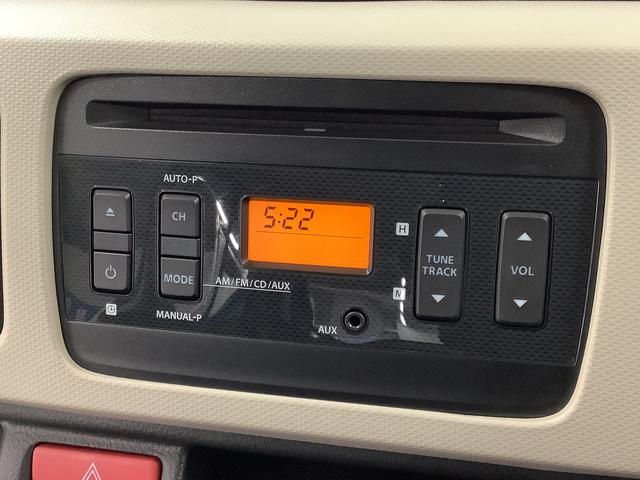 AUTO-P
CH
5:22
H
TUNE
TRACK
VOL
MODE
AM/FM/CD/AUX
M
MANUAL-P
AUX